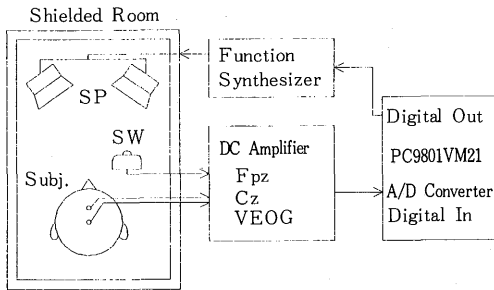 Shielded Room
SP
SW
Subj.
Function
Synthesizer
DC Amplifier
Fpz
Cz
VEOG
Digital Out
PC9801VM21
A/D Converter
Digital In